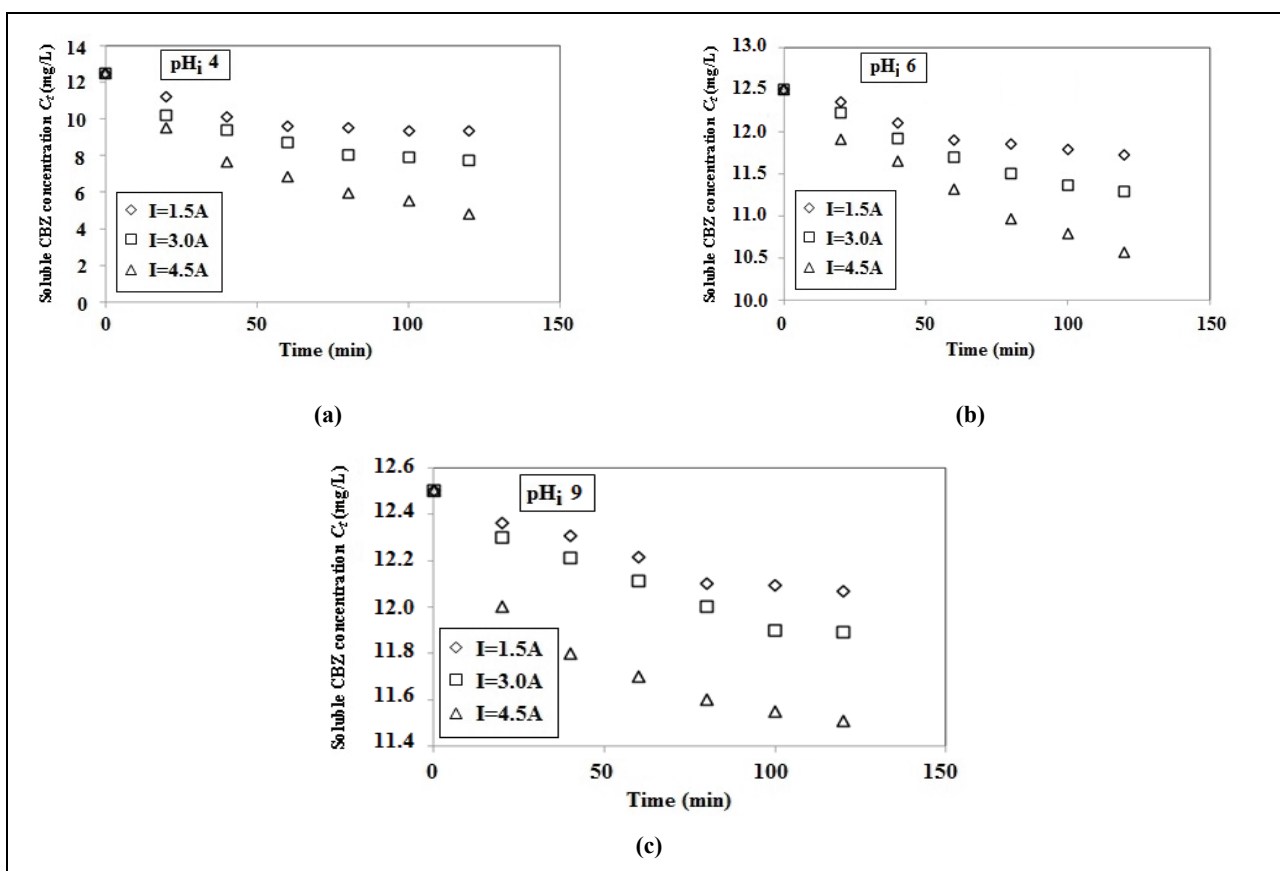 Soluble CBZ concentration Ct (mg/L)
14
12
10
8
6
4
2
0
pHi 4
I=1.5A
I=3.0A
I=4.5A
0 50 100 150
Time (min)
(a)
Soluble CBZ concentration Ct (mg/L)
13.0
12.5
12.0
11.5
11.0
10.5
10.0
pHi 6
I=1.5A
I=3.0A
I=4.5A
0 50 100 150
Time (min)
(b)
Soluble CBZ concentration Ct (mg/L)
12.6
12.4
12.2
12.0
11.8
11.6
11.4
pHi 9
I=1.5A
I=3.0A
I=4.5A
0 50 100 150
Time (min)
(c)